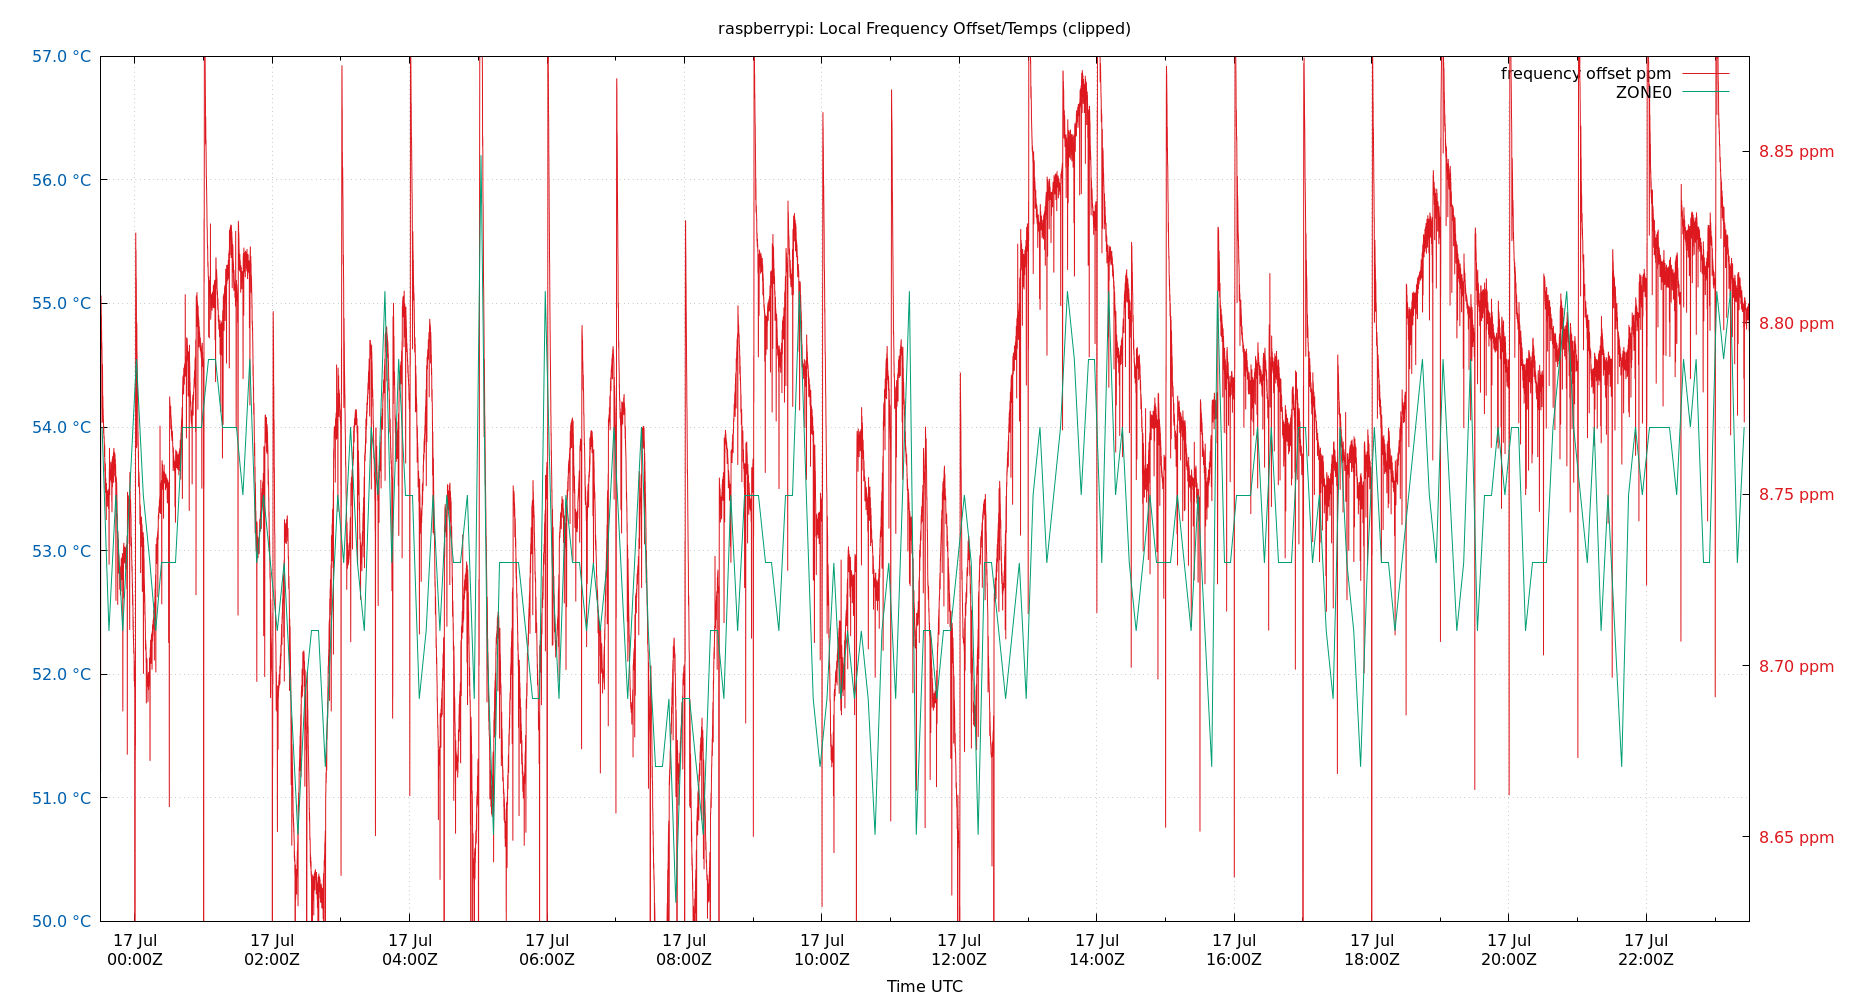 raspberrypi: Local Frequency Offset/Temps (clipped)
57.0 °C
56.0 °C
55.0 °C
54.0 °C
53.0 °C
52.0 °C
51.0 °C
50.0 °C
frequency offset ppm
ZONE0
8.85 ppm
8.80 ppm
8.75 ppm
8.70 ppm
8.65 ppm
17 Jul 17 Jul 17 Jul 17 Jul 17 Jul 17 Jul 17 Jul 17 Jul 17 Jul 17 Jul 17 Jul 17 Jul
00:00Z 02:00Z 04:00Z 06:00Z 08:00Z 10:00Z 12:00Z 14:00Z 16:00Z 18:00Z 20:00Z 22:00Z
Time UTC